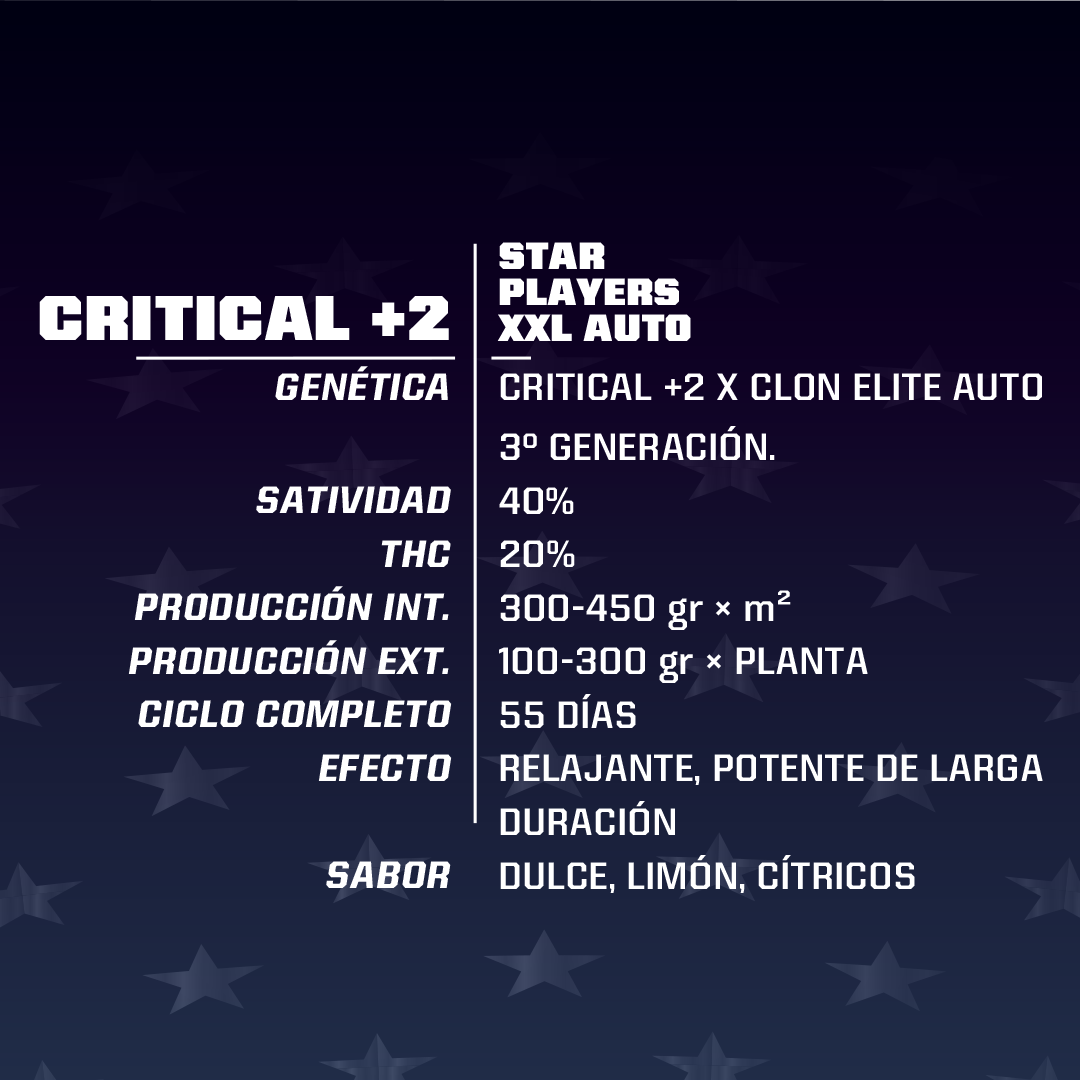 CRITICAL +2
STAR
PLAYERS
XXL AUTO
GENÉTICA CRITICAL +2 X CLON ELITE AUTO
3º GENERACIÓN.
SATIVIDAD 40%
THC 20%
PRODUCCIÓN INT. 300-450 gr × m²
PRODUCCIÓN EXT. 100-300 gr × PLANTA
CICLO COMPLETO 55 DÍAS
EFECTO RELAJANTE, POTENTE DE LARGA
DURACIÓN
SABOR DULCE, LIMÓN, CÍTRICOS